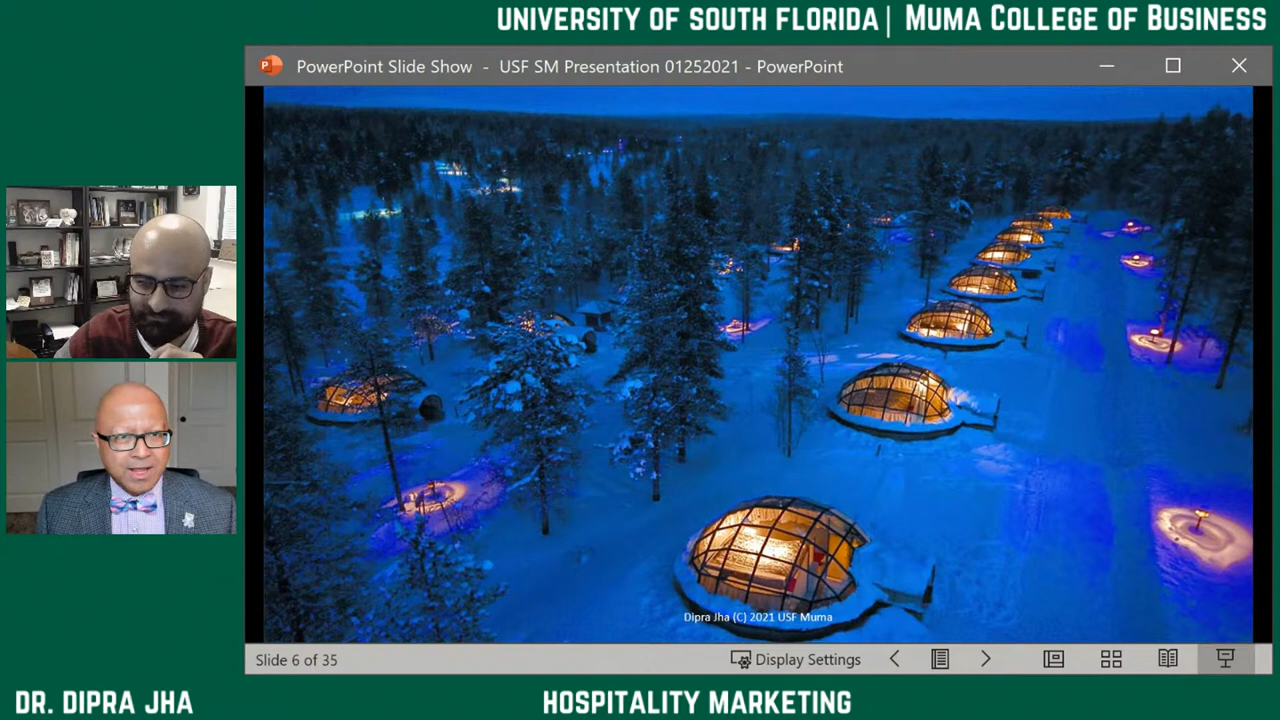 UNIVERSITY OF SOUTH FLORIDA| MUMA COLLEGE OF BUSINESS
PowerPoint Slide Show - USF SM Presentation 01252021 - PowerPoint
Dipra Jha (C) 2021 USF Muma
Slide 6 of 35
Display Settings
DR. DIPRA JHA
HOSPITALITY MARKETING